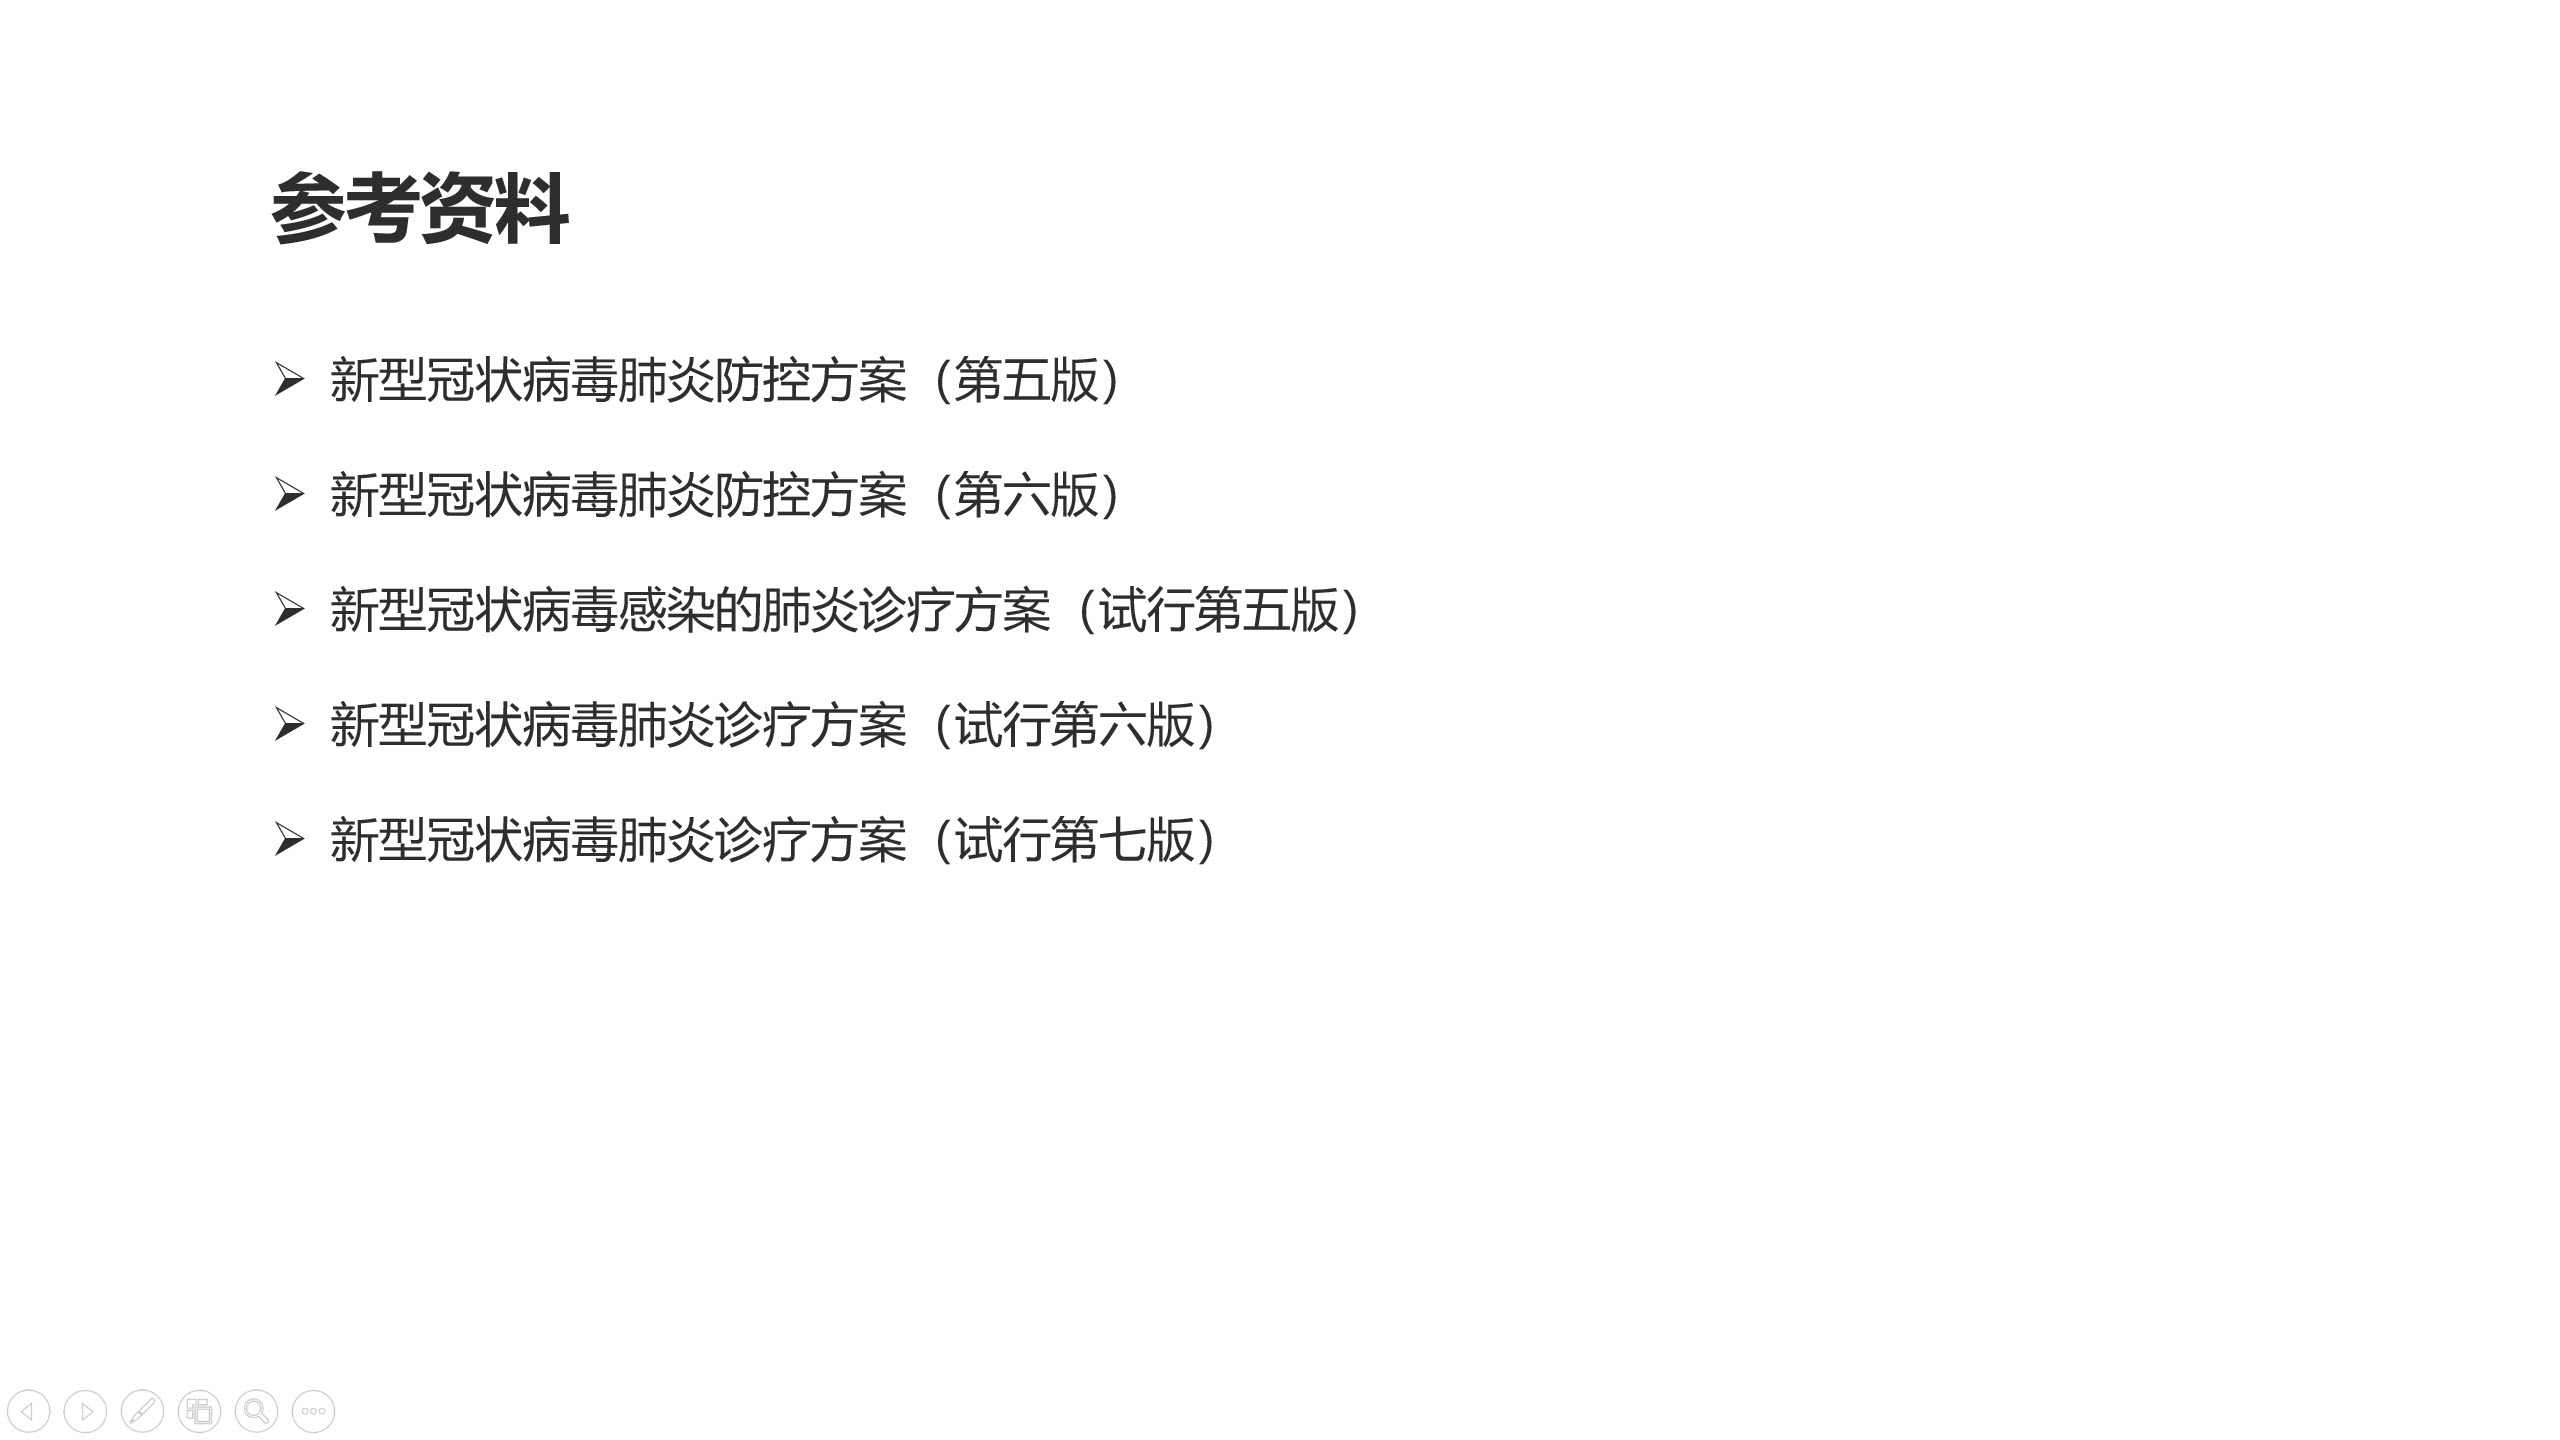 参考资料
新型冠状病毒肺炎防控方案（第五版）
新型冠状病毒肺炎防控方案（第六版）
新型冠状病毒感染的肺炎诊疗方案（试行第五版）
新型冠状病毒肺炎诊疗方案（试行第六版）
新型冠状病毒肺炎诊疗方案（试行第七版）